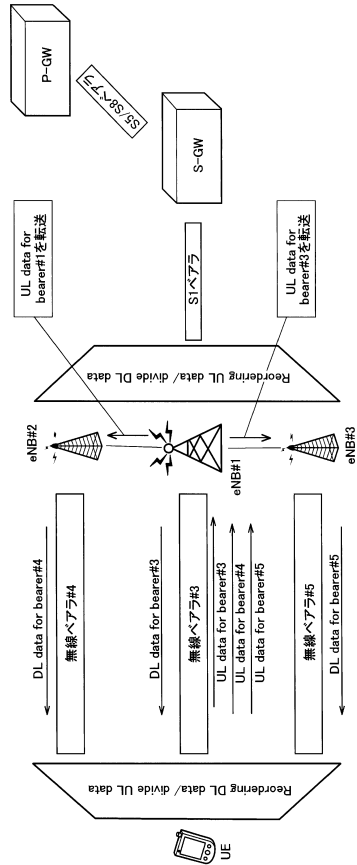 P-GW
S5/S8ベアラ
S-GW
UL data for
bearer#1を転送
S1ベアラ
UL data for
bearer#3を転送
Reordering UL data/ divide DL data
eNB#2
eNB#1
eNB#3
DL data for bearer#4
無線ベアラ#4
DL data for bearer#3
無線ベアラ#3
UL data for bearer#3
UL data for bearer#4
UL data for bearer#5
無線ベアラ#5
DL data for bearer#5
Reordering DL data/ divide UL data
UE